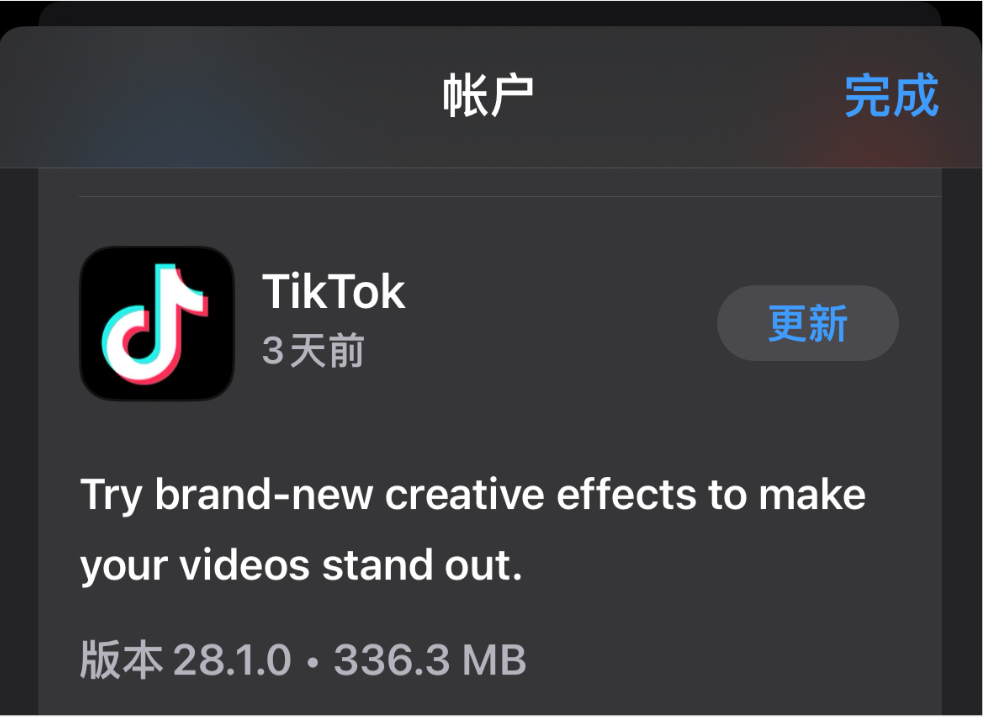 帐户
完成
TikTok
3天前
更新
Try brand-new creative effects to make
your videos stand out.
版本 28.1.0 • 336.3 MB